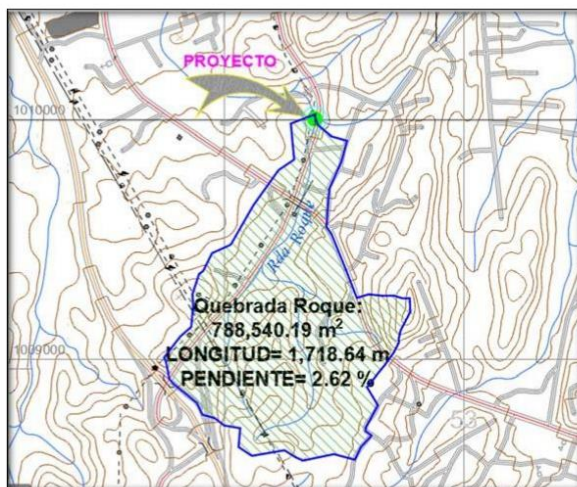 PROYECTO
1010000
Rda Roque
Quebrada Roque:
788,540.19 m²
LONGITUD= 1,718.64 m
1009000
PENDIENTE= 2.62 %
53